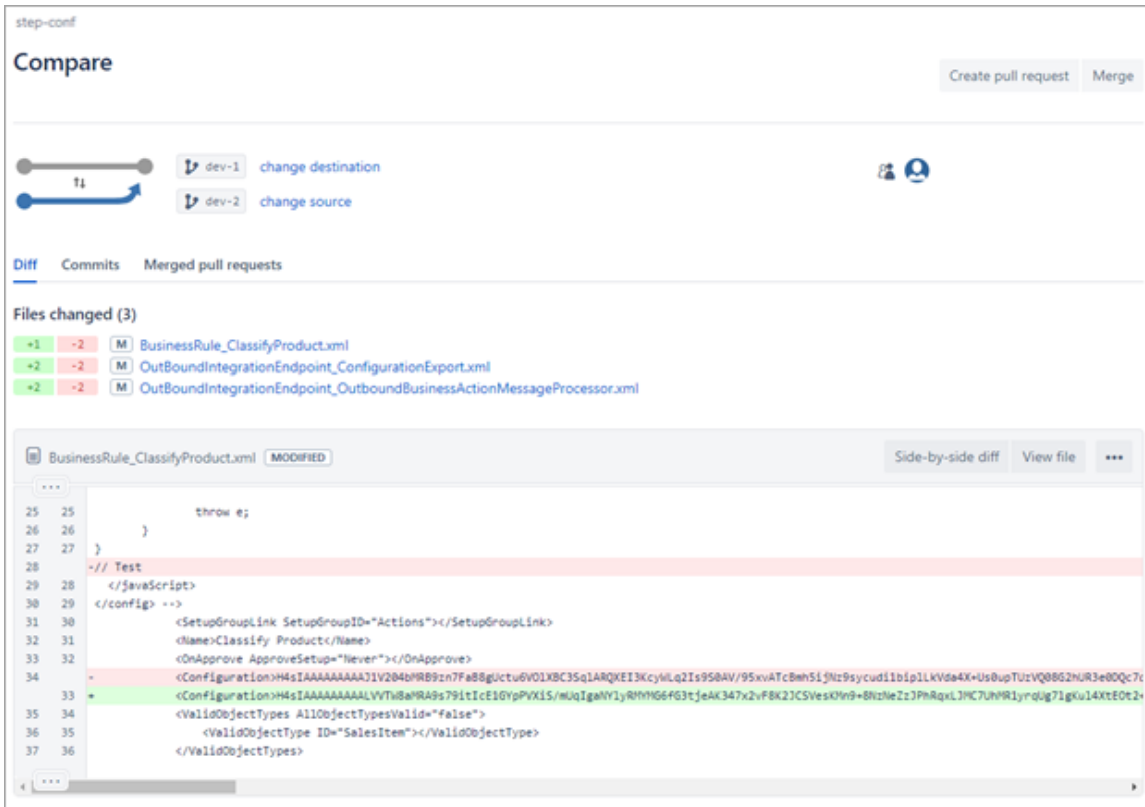 step-conf
Compare
Create pull request Merge
dev-1 change destination
dev-2 change source
Diff Commits Merged pull requests
Files changed (3)
+1 -2 M BusinessRule_ClassifyProduct.xml
+2 -2 M OutBoundIntegrationEndpoint_ConfigurationExport.xml
+2 -2 M OutBoundIntegrationEndpoint_OutboundBusinessActionMessageProcessor.xml
BusinessRule_ClassifyProduct.xml MODIFIED Side-by-side diff View file •••
25 25 throw e;
26 26 }
27 27 }
28 -// Test
29 28 </javaScript>
30 29 </config> -->
31 30 <SetupGroupLink SetupGroupID="Actions"></SetupGroupLink>
32 31 <Name>Classify Product</Name>
33 32 <OnApprove ApproveSetup="Never"></OnApprove>
34 - <Configuration>
33 + <Configuration>
35 34 <ValidObjectTypes AllObjectTypesValid="false">
36 35 <ValidObjectType ID="SalesItem"></ValidObjectType>
37 36 </ValidObjectTypes>